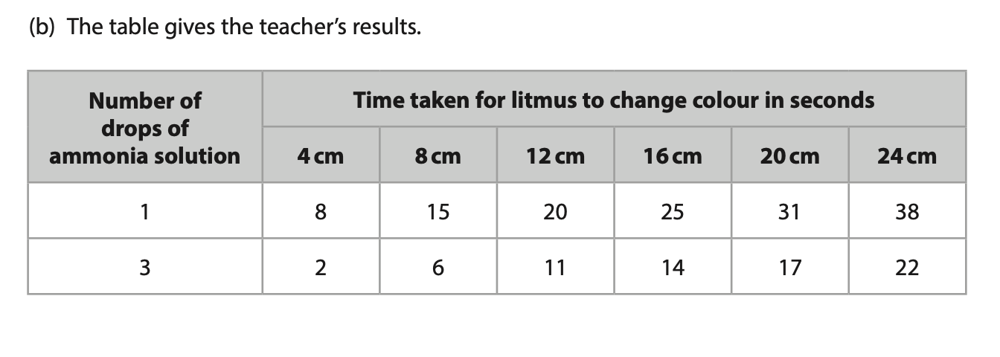 (b) The table gives the teacher's results.
Number of drops of ammonia solution
Time taken for litmus to change colour in seconds
4 cm 8 cm 12 cm 16 cm 20 cm 24 cm
1 8 15 20 25 31 38
3 2 6 11 14 17 22